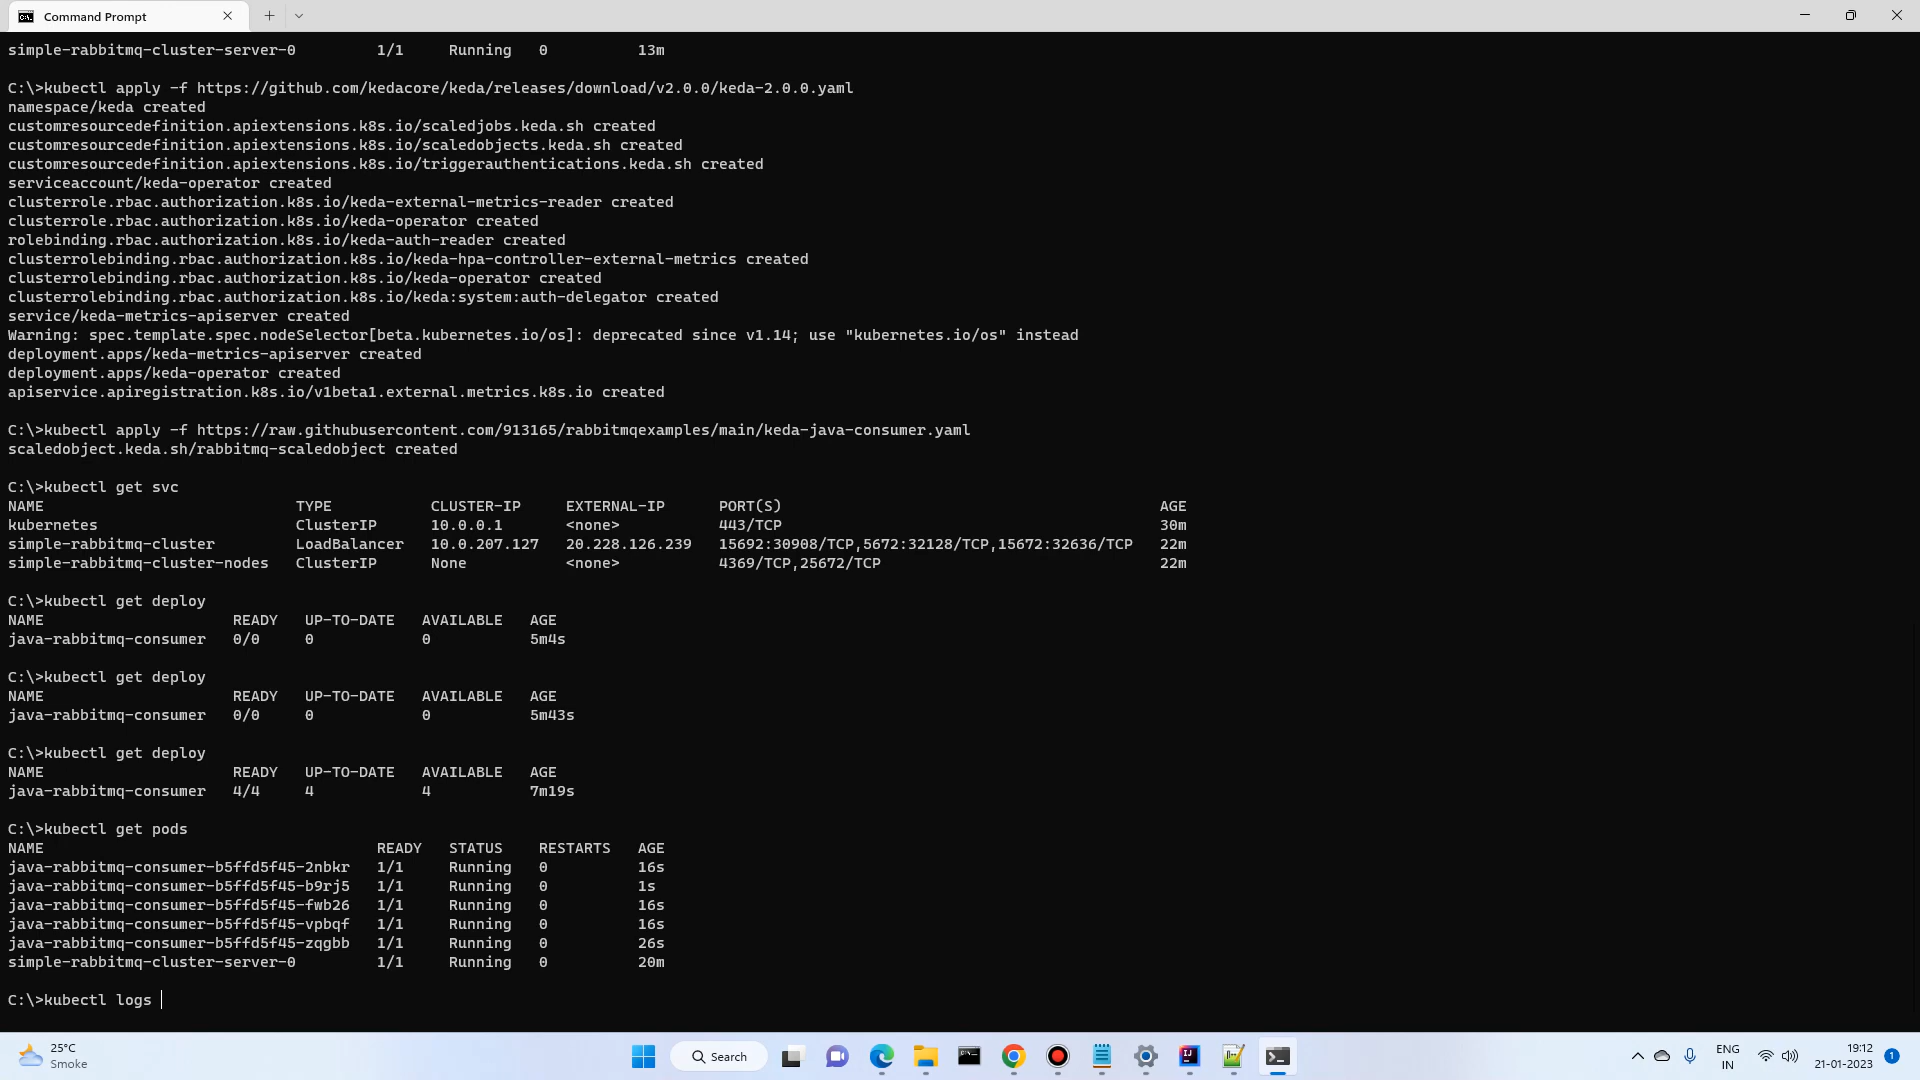 Command Prompt
simple-rabbitmq-cluster-server-0 1/1 Running 0 13m
C:\>kubectl apply -f https://github.com/kedacore/keda/releases/download/v2.0.0/keda-2.0.0.yaml
namespace/keda created
customresourcedefinition.apiextensions.k8s.io/scaledjobs.keda.sh created
customresourcedefinition.apiextensions.k8s.io/scaledobjects.keda.sh created
customresourcedefinition.apiextensions.k8s.io/triggerauthentications.keda.sh created
serviceaccount/keda-operator created
clusterrole.rbac.authorization.k8s.io/keda-external-metrics-reader created
clusterrole.rbac.authorization.k8s.io/keda-operator created
rolebinding.rbac.authorization.k8s.io/keda-auth-reader created
clusterrolebinding.rbac.authorization.k8s.io/keda-hpa-controller-external-metrics created
clusterrolebinding.rbac.authorization.k8s.io/keda-operator created
clusterrolebinding.rbac.authorization.k8s.io/keda:system:auth-delegator created
service/keda-metrics-apiserver created
Warning: spec.template.spec.nodeSelector[beta.kubernetes.io/os]: deprecated since v1.14; use "kubernetes.io/os" instead
deployment.apps/keda-metrics-apiserver created
deployment.apps/keda-operator created
apiservice.apiregistration.k8s.io/v1beta1.external.metrics.k8s.io created
C:\>kubectl apply -f https://raw.githubusercontent.com/913165/rabbitmqexamples/main/keda-java-consumer.yaml
scaledobject.keda.sh/rabbitmq-scaledobject created
C:\>kubectl get svc
NAME TYPE CLUSTER-IP EXTERNAL-IP PORT(S) AGE
kubernetes ClusterIP 10.0.0.1 <none> 443/TCP 30m
simple-rabbitmq-cluster LoadBalancer 10.0.207.127 20.228.126.239 15692:30908/TCP,5672:32128/TCP,15672:32636/TCP 22m
simple-rabbitmq-cluster-nodes ClusterIP None <none> 4369/TCP,25672/TCP 22m
C:\>kubectl get deploy
NAME READY UP-TO-DATE AVAILABLE AGE
java-rabbitmq-consumer 0/0 0 0 5m4s
C:\>kubectl get deploy
NAME READY UP-TO-DATE AVAILABLE AGE
java-rabbitmq-consumer 0/0 0 0 5m43s
C:\>kubectl get deploy
NAME READY UP-TO-DATE AVAILABLE AGE
java-rabbitmq-consumer 4/4 4 4 7m19s
C:\>kubectl get pods
NAME READY STATUS RESTARTS AGE
java-rabbitmq-consumer-b5ffd5f45-2nbkr 1/1 Running 0 16s
java-rabbitmq-consumer-b5ffd5f45-b9rj5 1/1 Running 0 1s
java-rabbitmq-consumer-b5ffd5f45-fwb26 1/1 Running 0 16s
java-rabbitmq-consumer-b5ffd5f45-vpbqf 1/1 Running 0 16s
java-rabbitmq-consumer-b5ffd5f45-zqgbb 1/1 Running 0 26s
simple-rabbitmq-cluster-server-0 1/1 Running 0 20m
C:\>kubectl logs
25°C
Smoke
Search
ENG
IN
19:12
21-01-2023
1